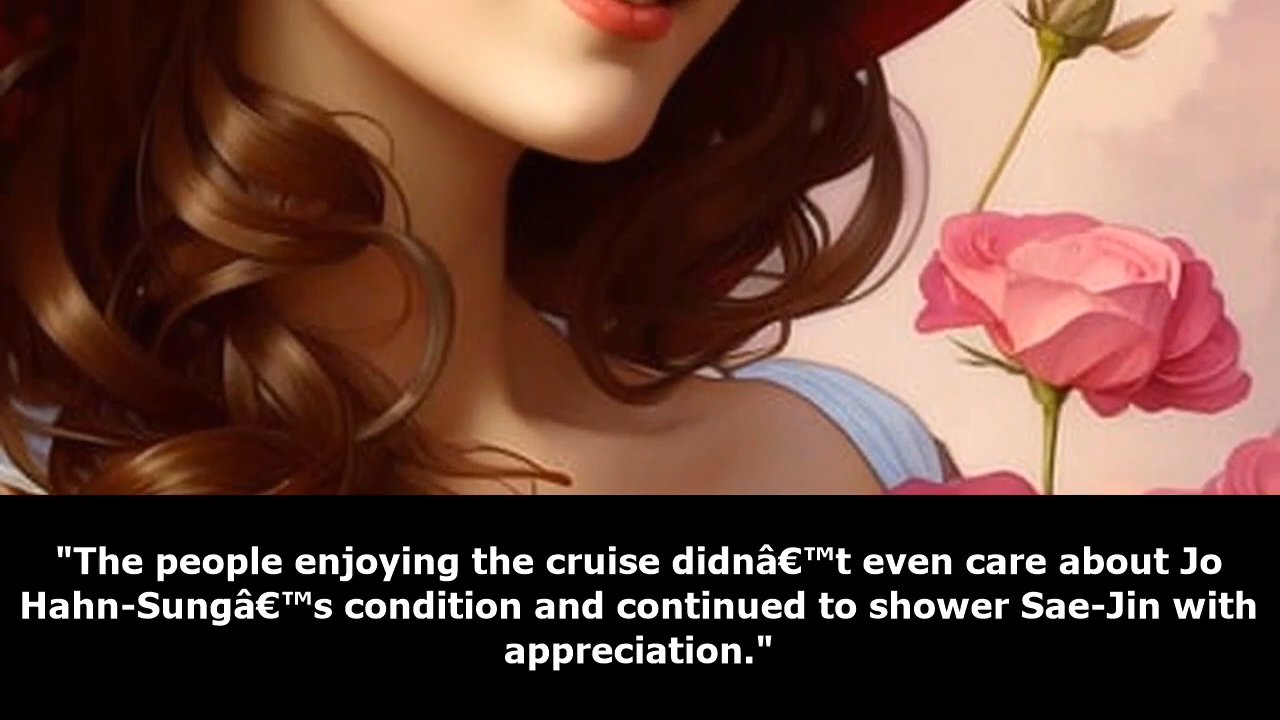 "The people enjoying the cruise didnâ€™t even care about Jo
Hahn-Sungâ€™s condition and continued to shower Sae-Jin with
appreciation."